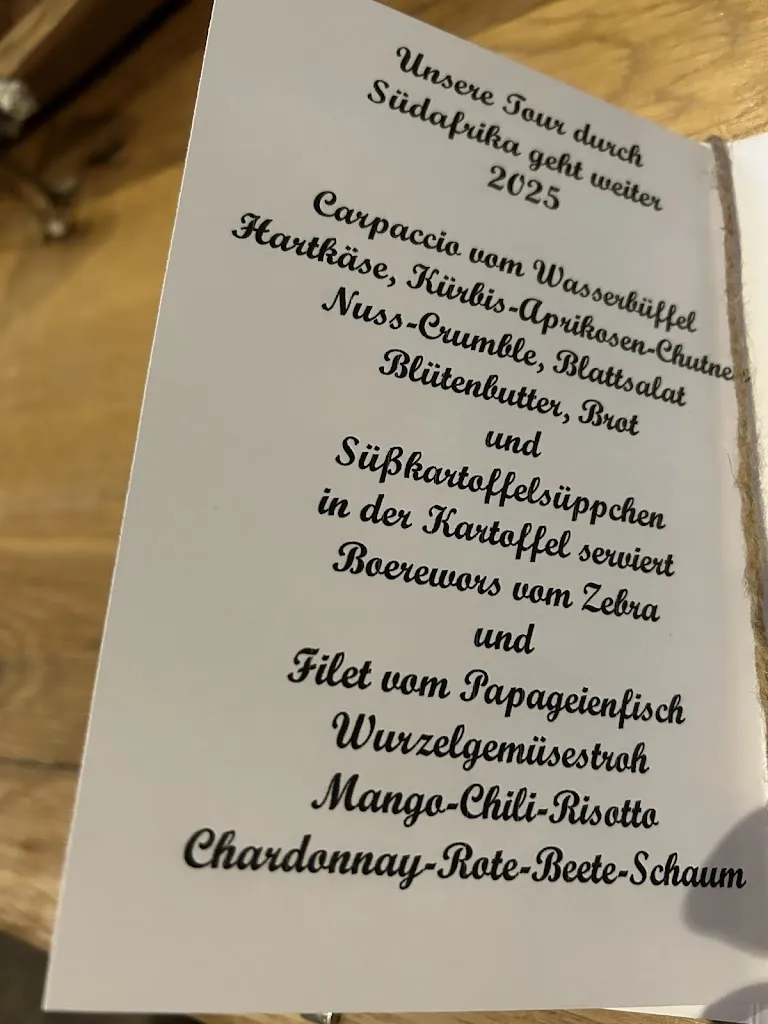 Unsere Tour durch
Südafrika geht weiter
2025
Carpaccio vom Wasserbüffel
Hartkäse, Kürbis-Aprikosen-Chutney,
Nuss-Crumble, Blattsalat
Blütenbutter, Brot
und
Süßkartoffelsüppchen
in der Kartoffel serviert
Boerewors vom Zebra
und
Filet vom Papageienfisch
Wurzelgemüsestroh
Mango-Chili-Risotto
Chardonnay-Rote-Beete-Schaum